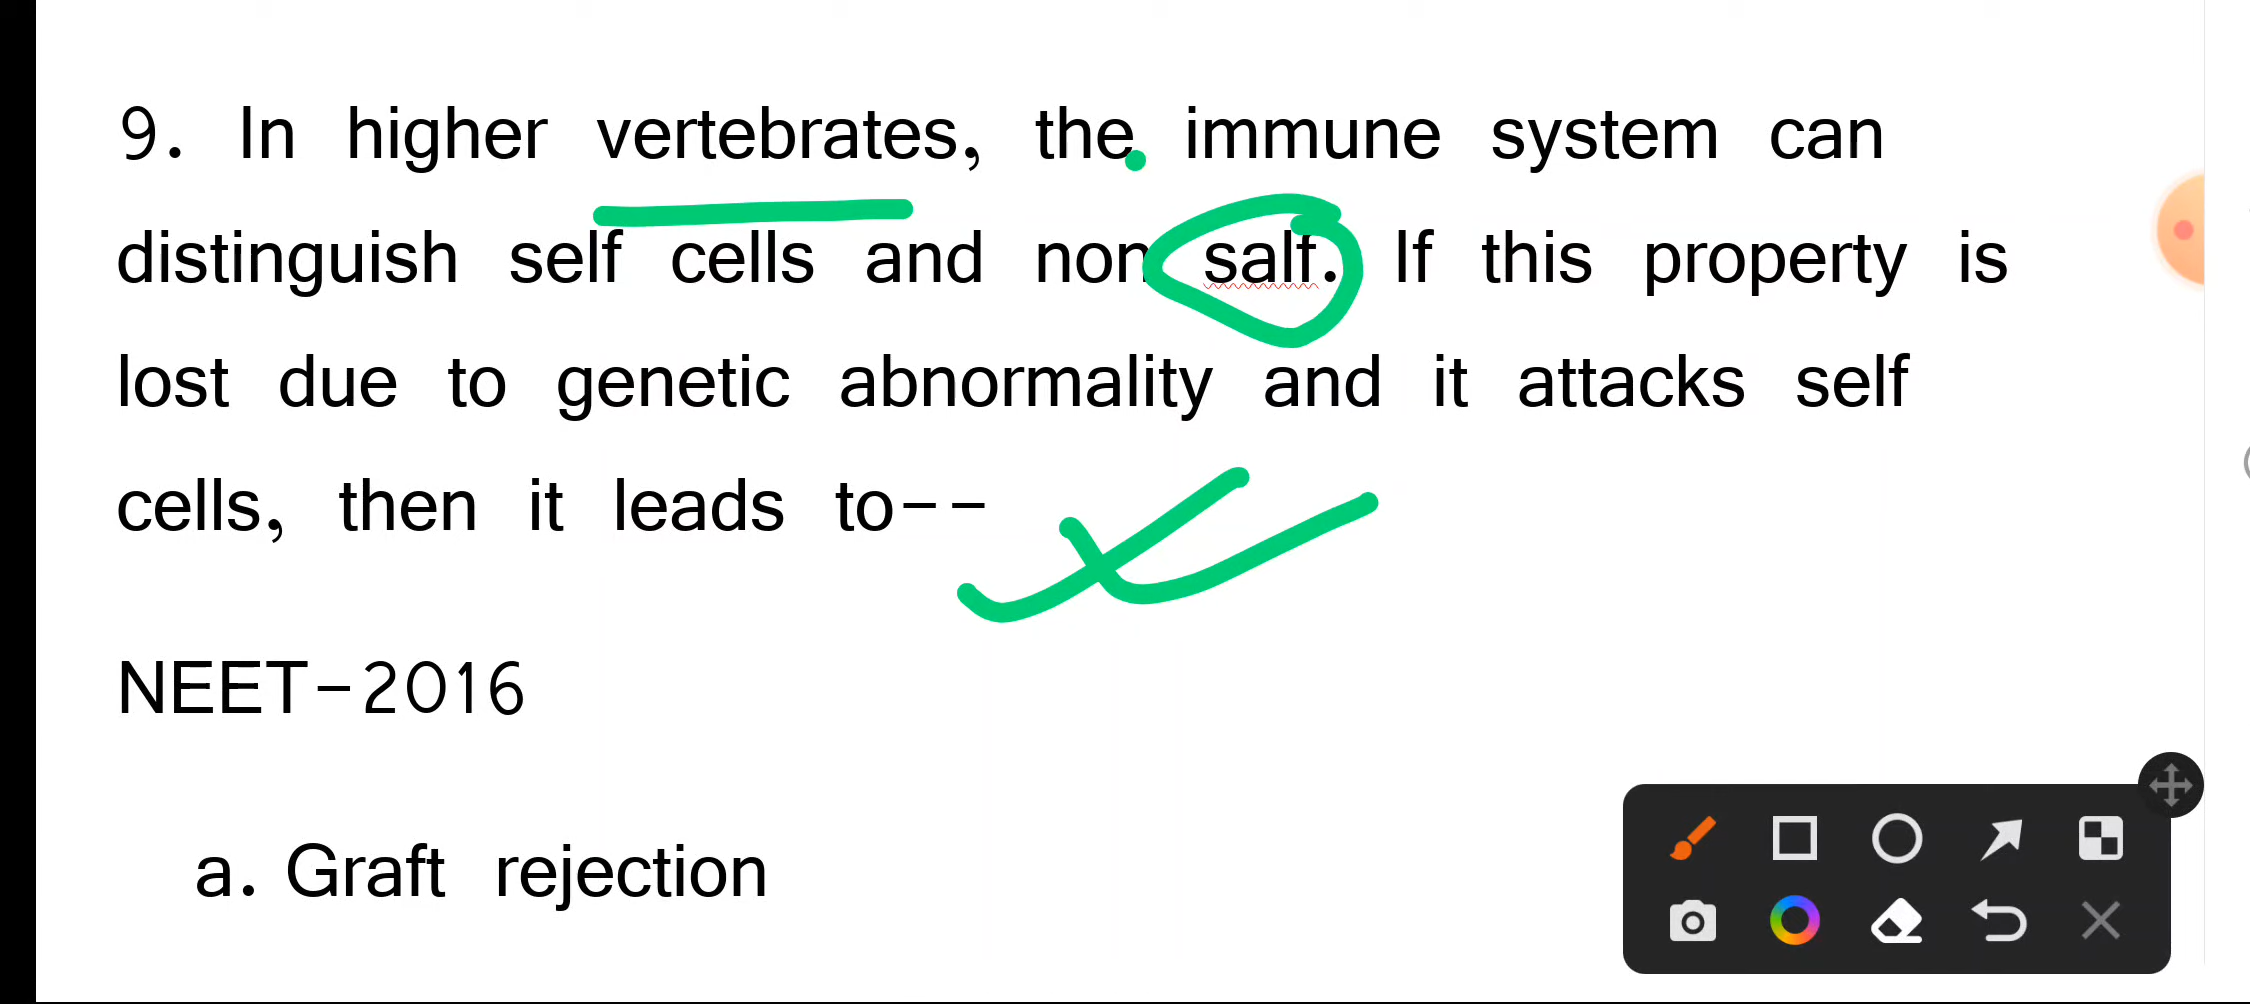 9. In higher vertebrates, the immune system can
distinguish self cells and non salf. If this property is
lost due to genetic abnormality and it attacks self
cells, then it leads to--
NEET-2016
a. Graft rejection